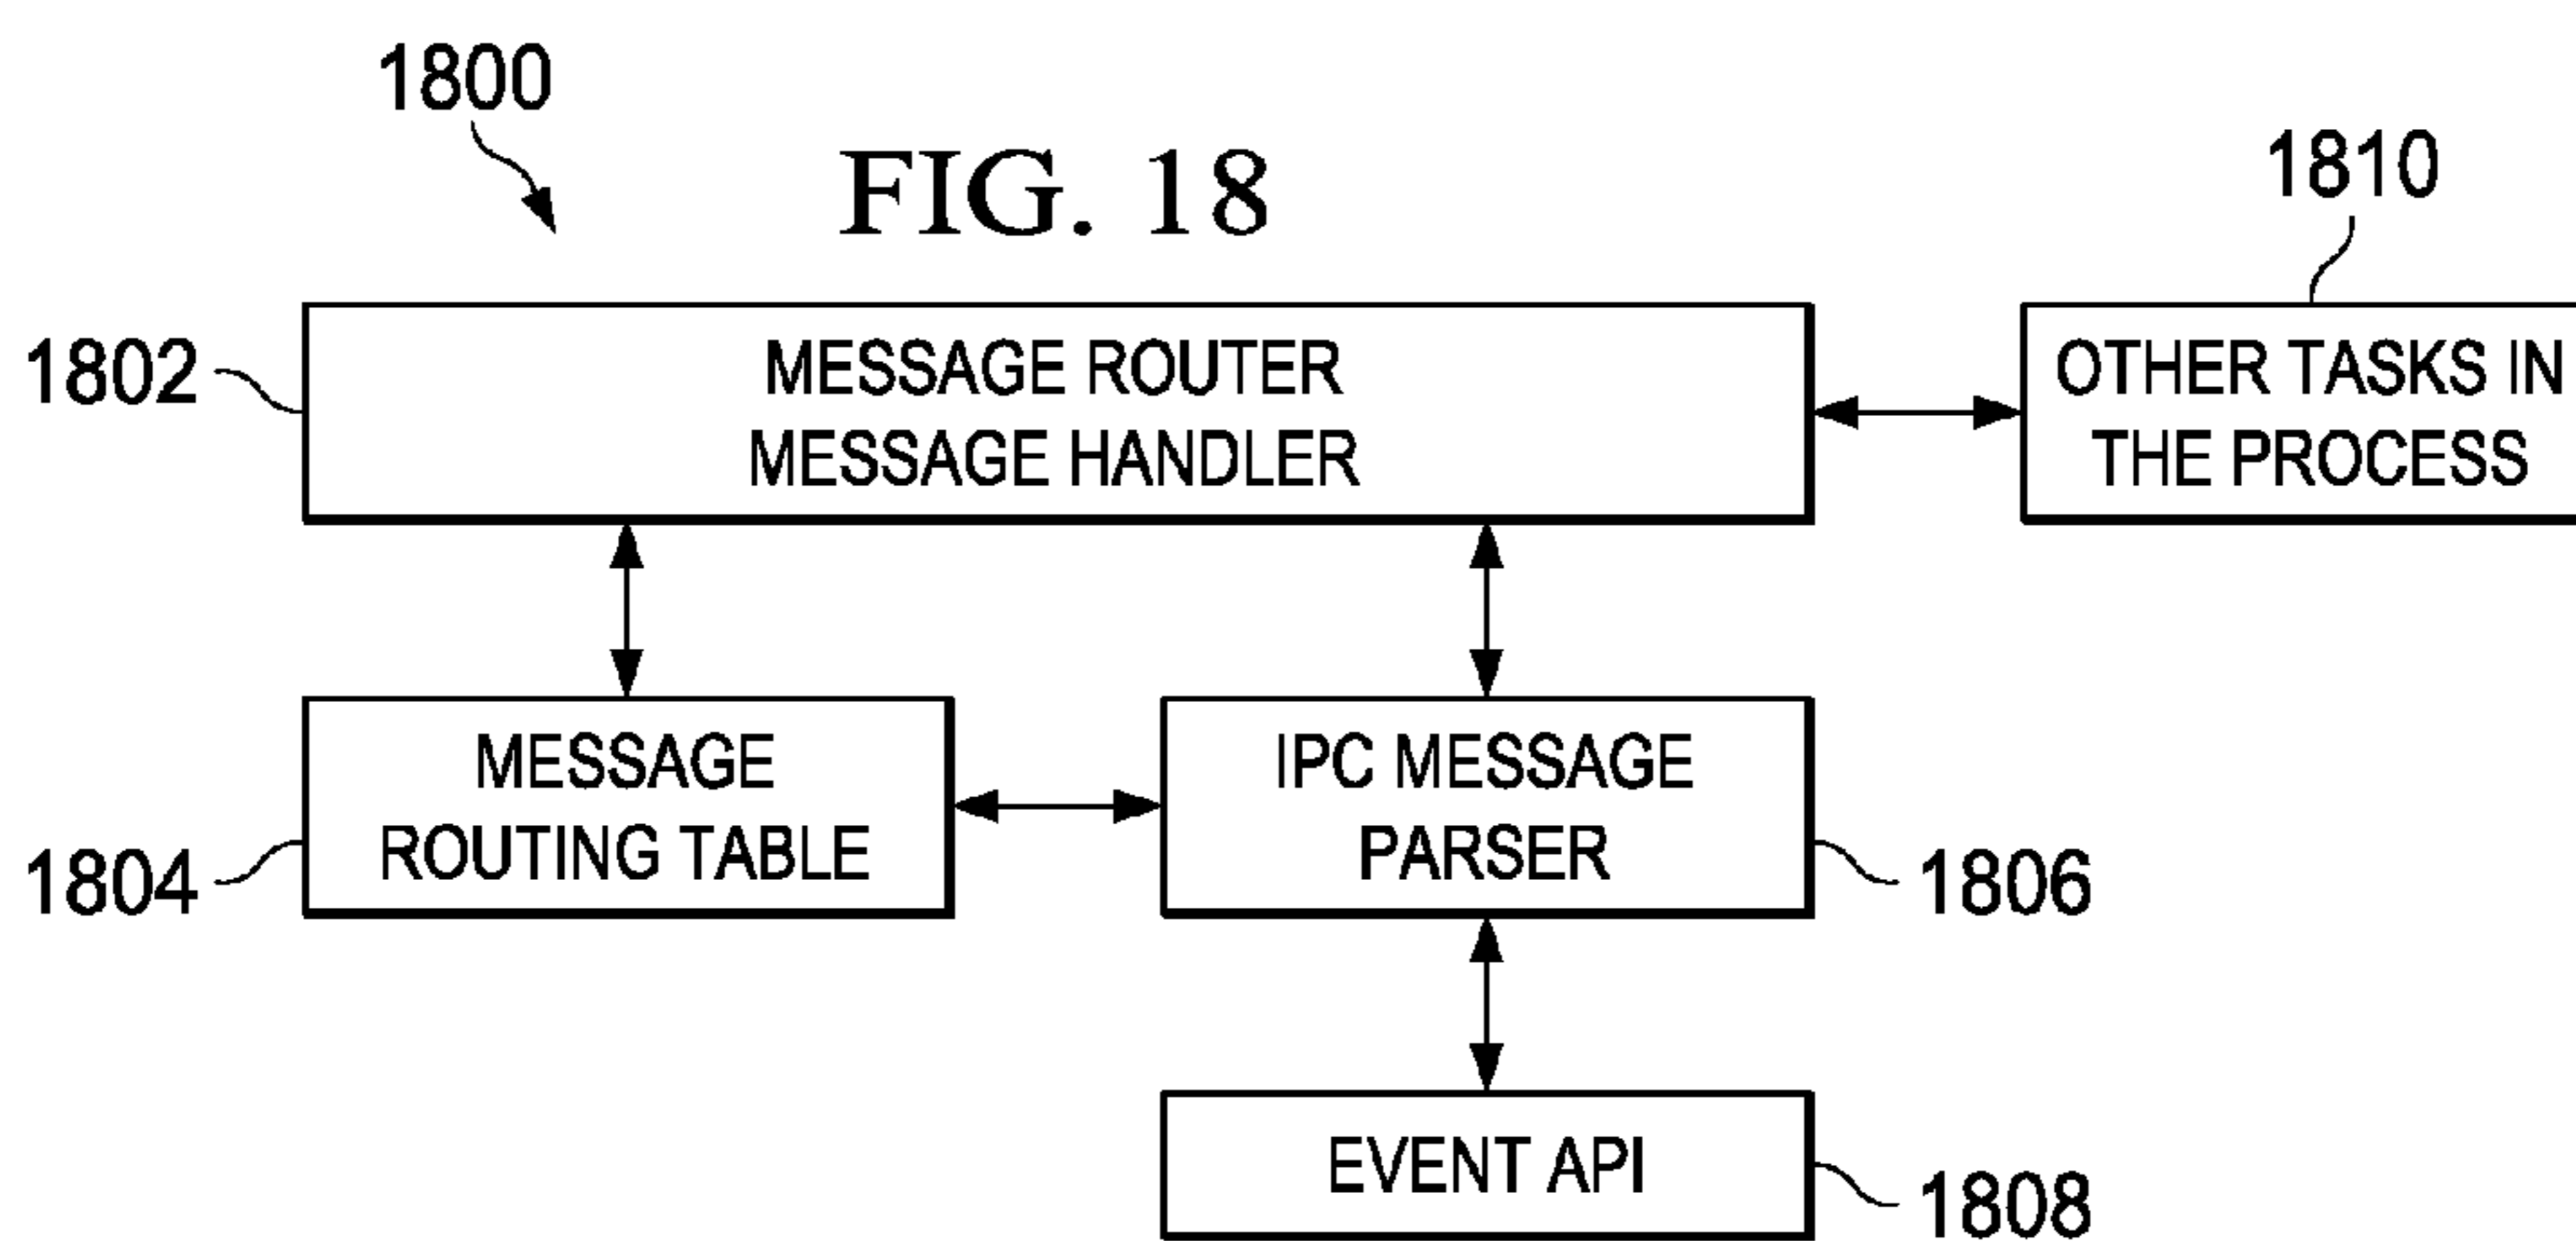 1800
FIG. 18
1810
1802
MESSAGE ROUTER
MESSAGE HANDLER
OTHER TASKS IN
THE PROCESS
MESSAGE
ROUTING TABLE
1804
IPC MESSAGE
PARSER
1806
EVENT API
1808